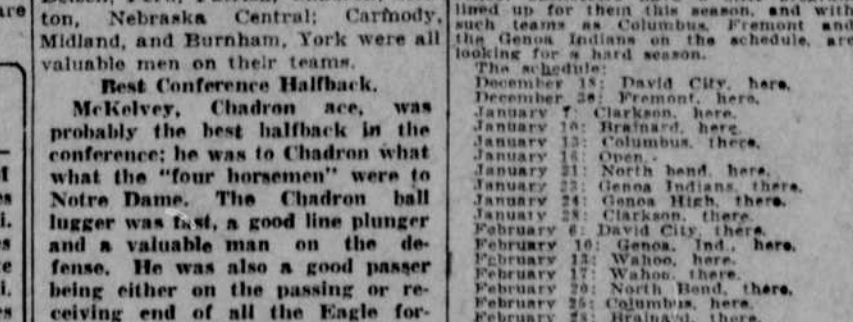 ton, Nebraska Central; Carmody,
Midland, and Burnham, York were all
valuable men on their teams.
Best Conference Halfback.
McKelvey, Chadron ace, was
probably the best halfback in the
conference; he was to Chadron what
what the "four horsemen" were to
Notre Dame. The Chadron ball
lugger was fast, a good line plunger
and a valuable man on the de-
fense. He was also a good passer
being either on the passing or re-
ceiving end of all the Eagle for-
lined up for them this season, and with
such teams as Columbus, Fremont and
the Genoa Indians on the schedule, are
looking for a hard season.
The schedule:
December 18: David City, here.
December : Fremont, here.
January 7: Clarkson, here.
January 10: Brainard, here.
January 13: Columbus, there.
January 16: Open.
January 21: North bend, here.
January 23: Genoa Indians, there.
January 24: Genoa High, there.
January 28: Clarkson, there.
February 6: David City, there.
February 10: Genoa, Ind., here.
February 13: Wahoo, here.
February 17: Wahoo, there.
February 20: North Bend, there.
February 25: Columbus, here.
February 28: Brainard, there.